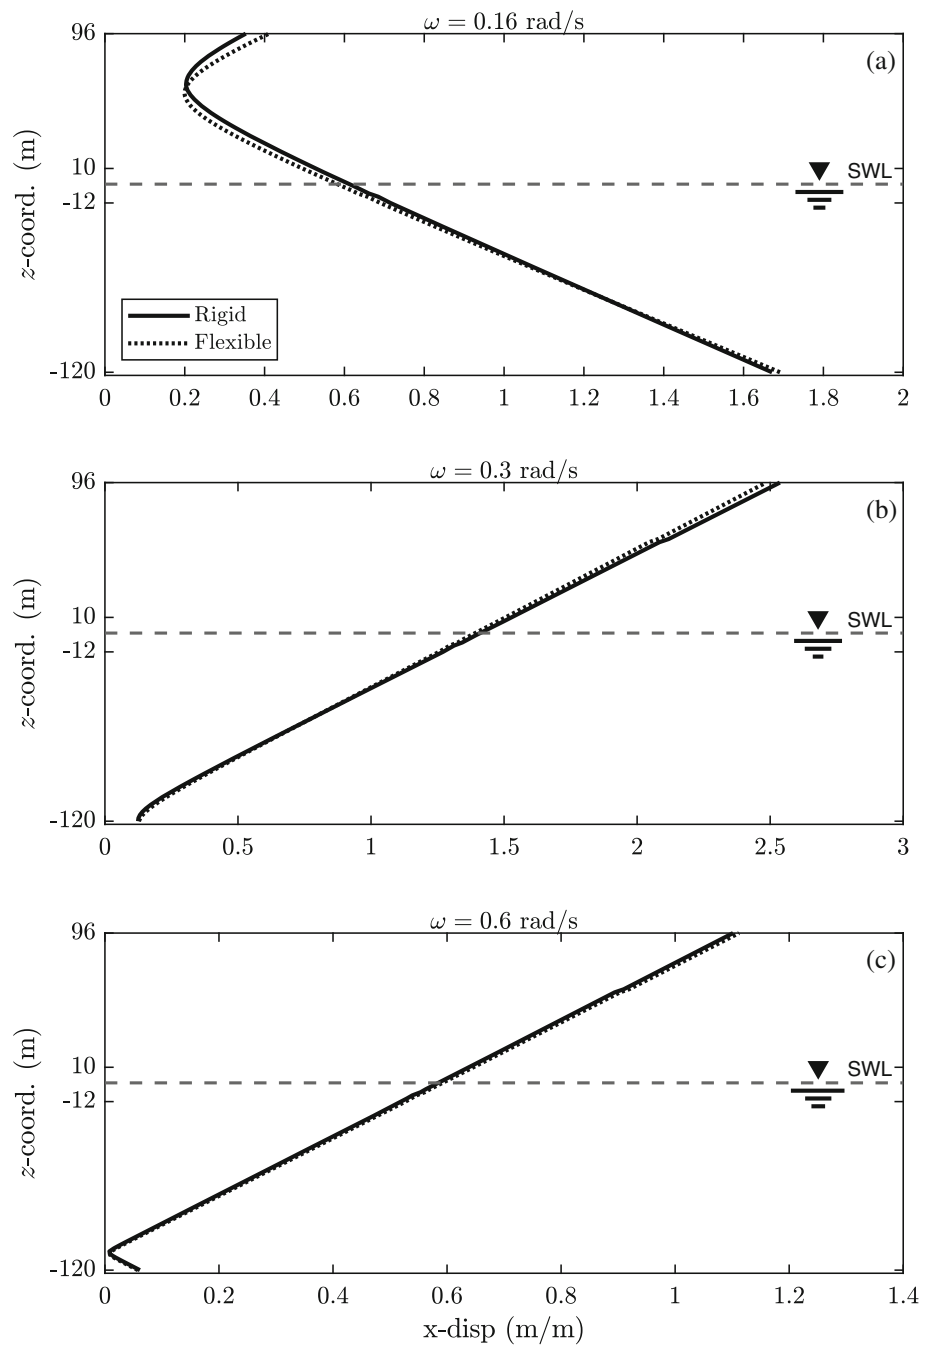 ω = 0.16 rad/s
96
(a)
10
SWL
-12
z-coord. (m)
Rigid
Flexible
-120
0 0.2 0.4 0.6 0.8 1 1.2 1.4 1.6 1.8 2
ω = 0.3 rad/s
96
(b)
10
SWL
-12
z-coord. (m)
-120
0 0.5 1 1.5 2 2.5 3
ω = 0.6 rad/s
96
(c)
10
SWL
-12
z-coord. (m)
-120
0 0.2 0.4 0.6 0.8 1 1.2 1.4
x-disp (m/m)